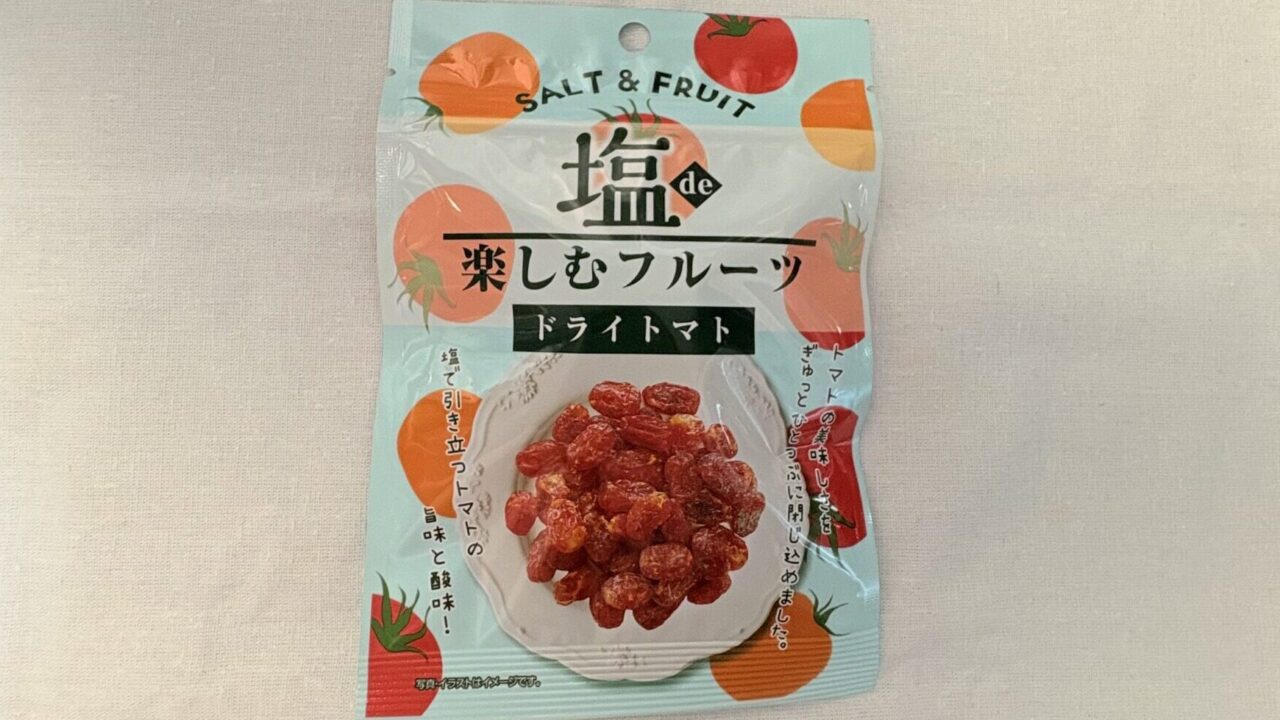 SALT & FRUIT
塩de
楽しむフルーツ
ドライトマト
トマトの美味しさを
ぎゅっとひとつぶに閉じ込めました。
塩で引き立つトマトの
旨味と酸味!
写真・イラストはイメージです。